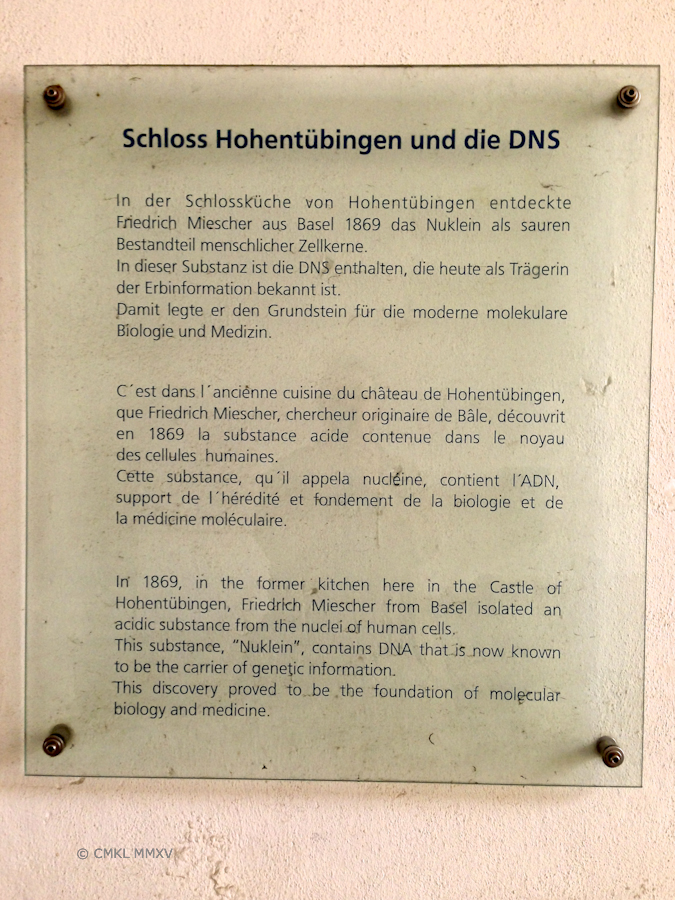 Schloss Hohentübingen und die DNS
In der Schlossküche von Hohentübingen entdeckte
Friedrich Miescher aus Basel 1869 das Nuklein als sauren
Bestandteil menschlicher Zellkerne.
In dieser Substanz ist die DNS enthalten, die heute als Trägerin
der Erbinformation bekannt ist.
Damit legte er den Grundstein für die moderne molekulare
Biologie und Medizin.
C´est dans l´anciènne cuisine du château de Hohentübingen,
que Friedrich Miescher, chercheur originaire de Bâle, découvrit
en 1869 la substance acide contenue dans le noyau
des cellules humaines.
Cette substance, qu´il appela nucléine, contient l´ADN,
support de l´hérédité et fondement de la biologie et de
la médicine moléculaire.
In 1869, in the former kitchen here in the Castle of
Hohentübingen, Friedrich Miescher from Basel isolated an
acidic substance from the nuclei of human cells.
This substance, “Nuklein”, contains DNA that is now known
to be the carrier of genetic information.
This discovery proved to be the foundation of molecular
biology and medicine.
© CMKL MMXV